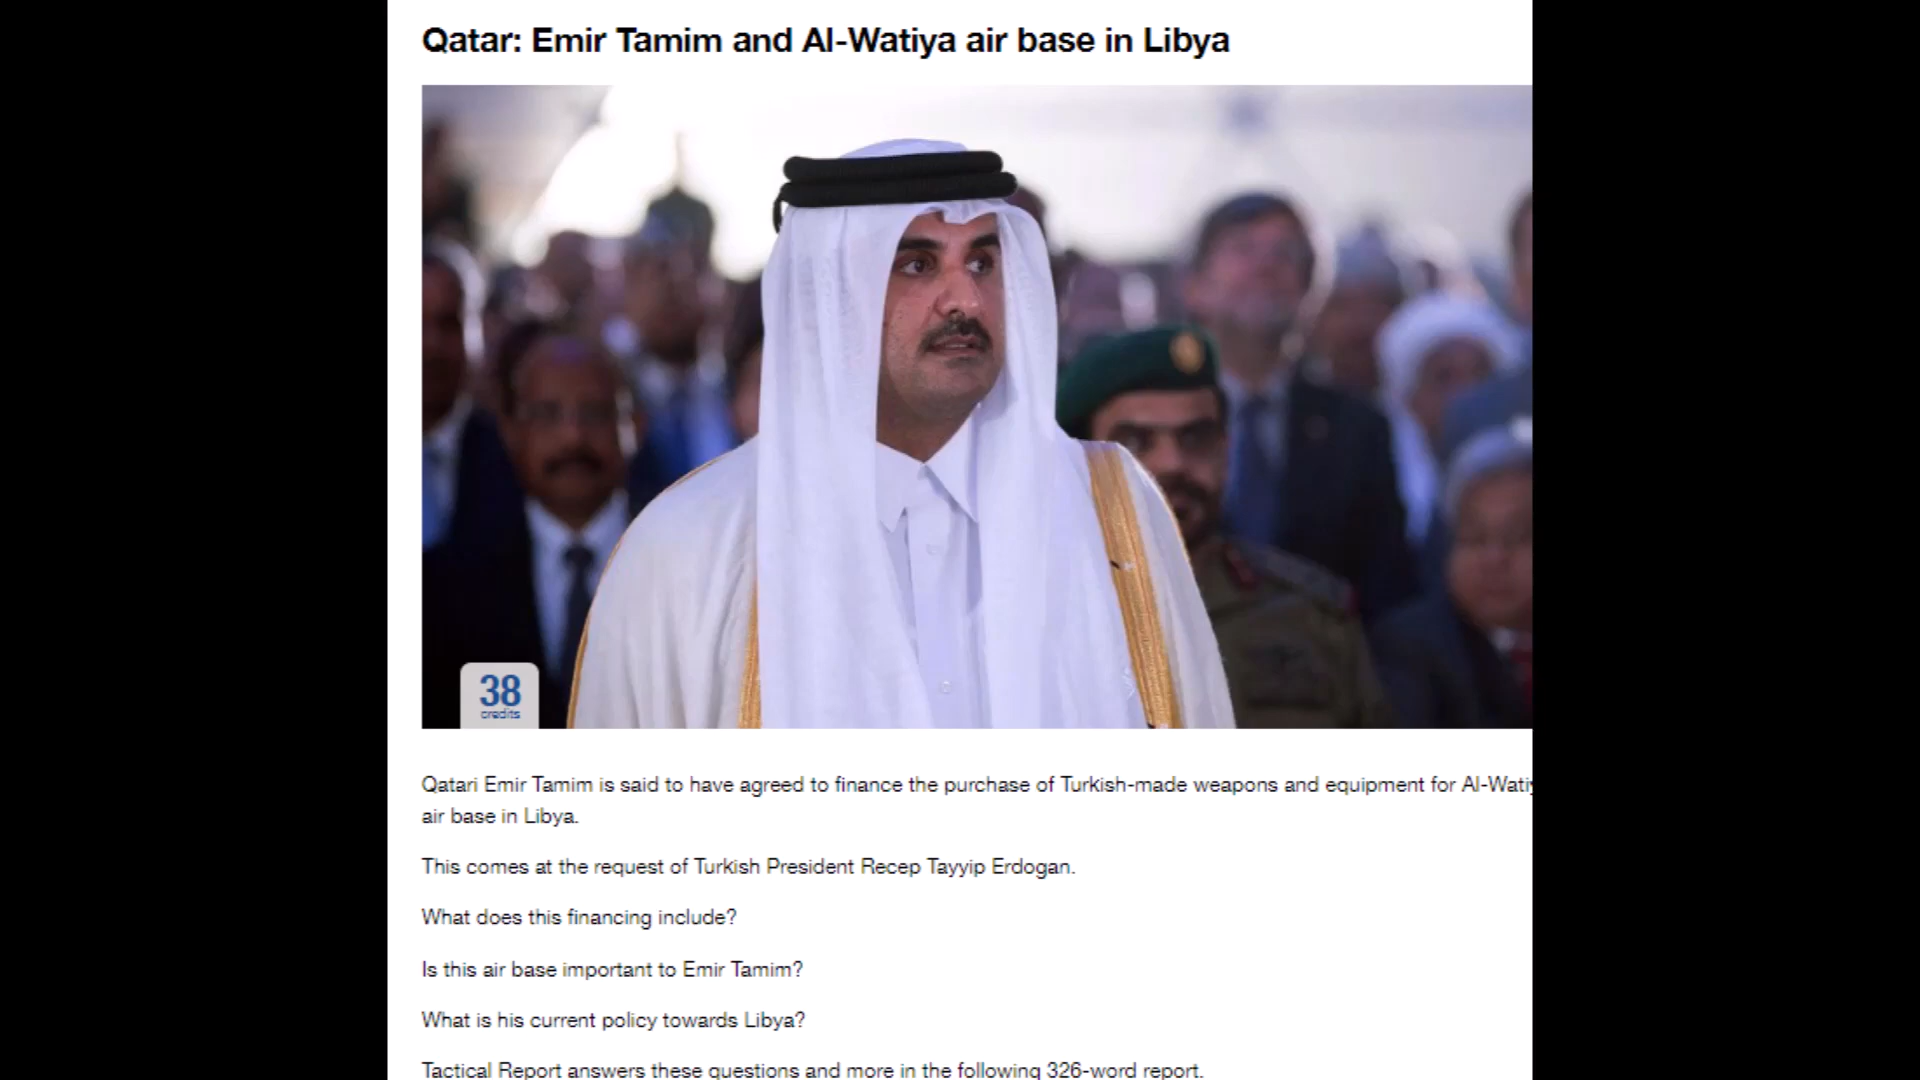 Qatar: Emir Tamim and Al-Watiya air base in Libya
38
credits
Qatari Emir Tamim is said to have agreed to finance the purchase of Turkish-made weapons and equipment for Al-Watiy
air base in Libya.
This comes at the request of Turkish President Recep Tayyip Erdogan.
What does this financing include?
Is this air base important to Emir Tamim?
What is his current policy towards Libya?
Tactical Report answers these questions and more in the following 326-word report.